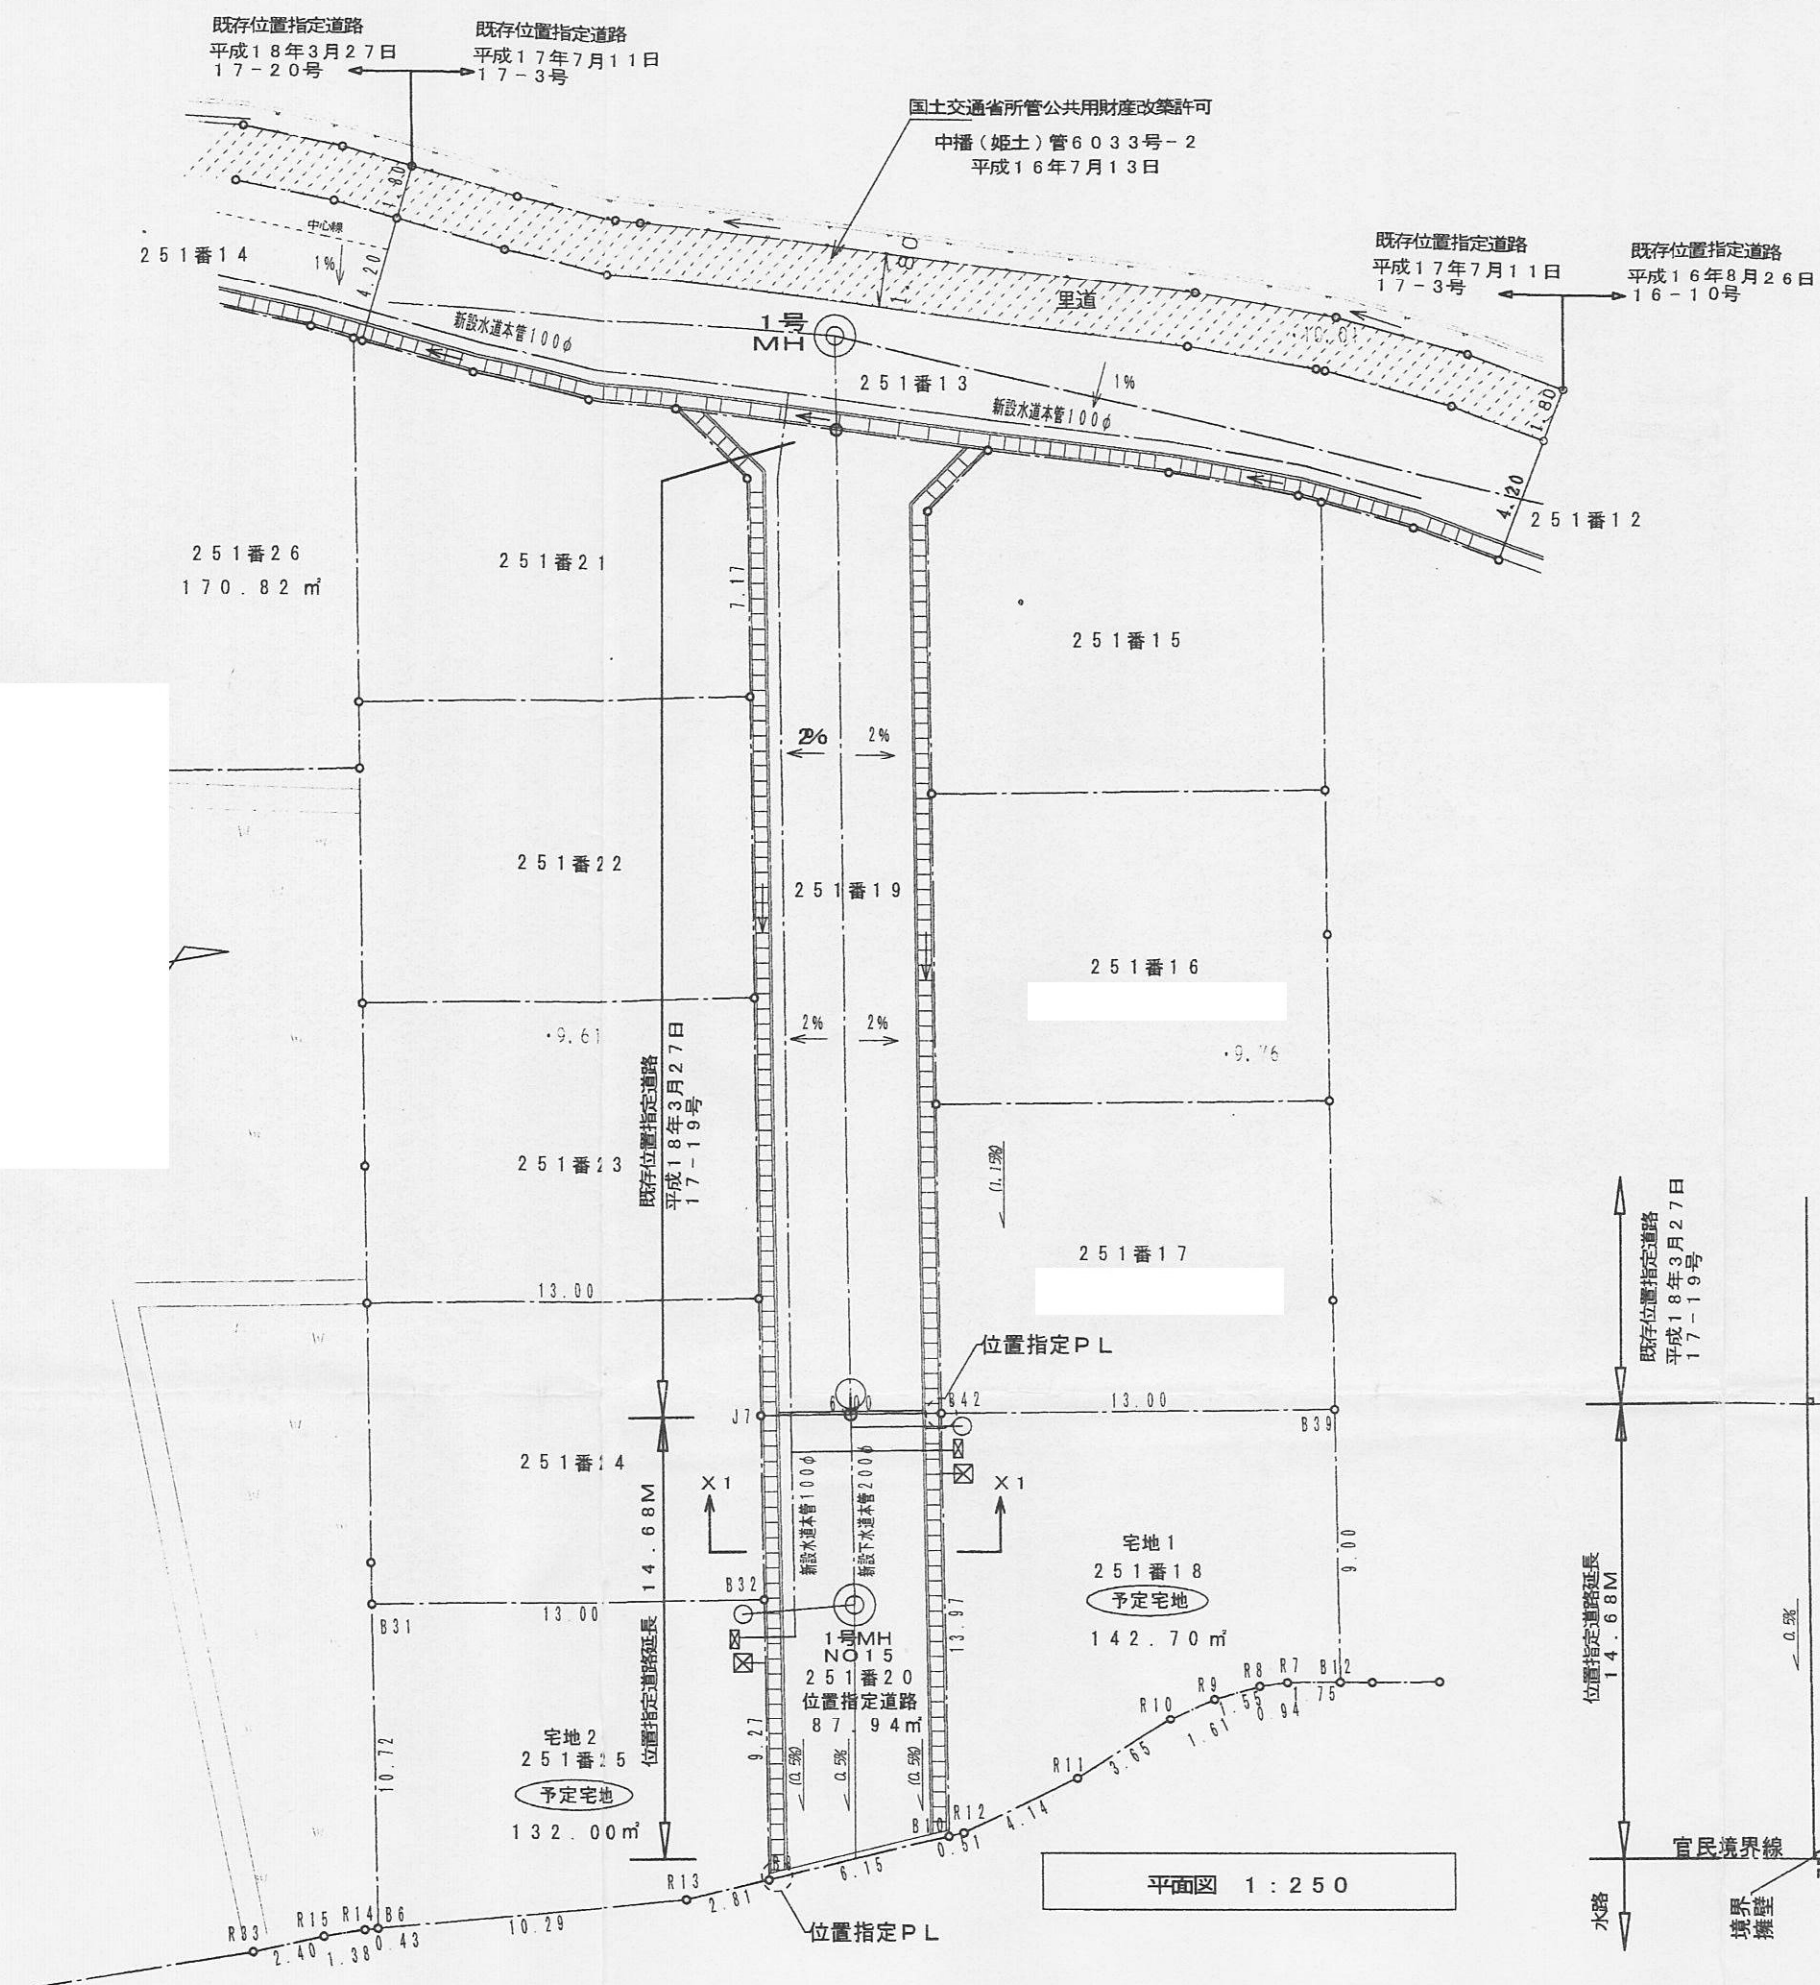 既存位置指定道路
平成18年3月27日
17-20号
既存位置指定道路
平成17年7月11日
17-3号
国土交通省所管公共用財産改築許可
中播(姫土)管6033号-2
平成16年7月13日
既存位置指定道路
平成17年7月11日
17-3号
既存位置指定道路
平成16年8月26日
16-10号
1.80
中心線
251番14
1%
4.20
新設水道本管100φ
1.80
里道
1号
MH
251番13
1%
新設水道本管100φ
1.80
4.20
251番12
251番26
170.82㎡
251番21
7.17
251番15
2%
2%
251番22
251番19
251番16
2%
2%
9.61
9.76
既存位置指定道路
平成18年3月27日
17-19号
251番23
(1.15%)
251番17
13.00
位置指定PL
既存位置指定道路
平成18年3月27日
17-19号
J7
6.00
B42
13.00
B39
251番24
X1
X1
新設水道本管100φ
新設下水道本管200φ
位置指定道路延長 14.68M
宅地1
251番18
予定宅地
142.70㎡
9.00
B32
B31
13.00
1号MH
NO15
251番20
位置指定道路
87.94㎡
13.97
位置指定道路延長
14.68M
0.5%
R10
R9
R8
R7
B12
1.55
1.75
0.94
1.61
3.65
R11
宅地2
251番25
予定宅地
132.00㎡
10.72
9.27
(0.5%)
0.5%
(0.5%)
B10
R12
4.14
0.51
6.15
平面図 1:250
官民境界線
水路
境界
擁壁
R13
2.81
10.29
R33
R15
R14
B6
2.40
1.38
0.43
位置指定PL